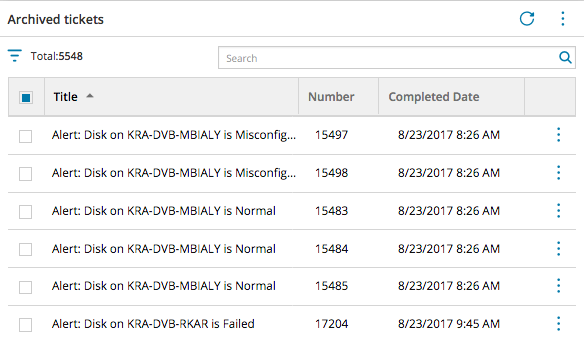 Archived tickets
Total:5548 Search
Title Number Completed Date
Alert: Disk on KRA-DVB-MBIALY is Misconfig... 15497 8/23/2017 8:26 AM
Alert: Disk on KRA-DVB-MBIALY is Misconfig... 15498 8/23/2017 8:26 AM
Alert: Disk on KRA-DVB-MBIALY is Normal 15483 8/23/2017 8:26 AM
Alert: Disk on KRA-DVB-MBIALY is Normal 15484 8/23/2017 8:26 AM
Alert: Disk on KRA-DVB-MBIALY is Normal 15485 8/23/2017 8:26 AM
Alert: Disk on KRA-DVB-RKAR is Failed 17204 8/23/2017 9:45 AM